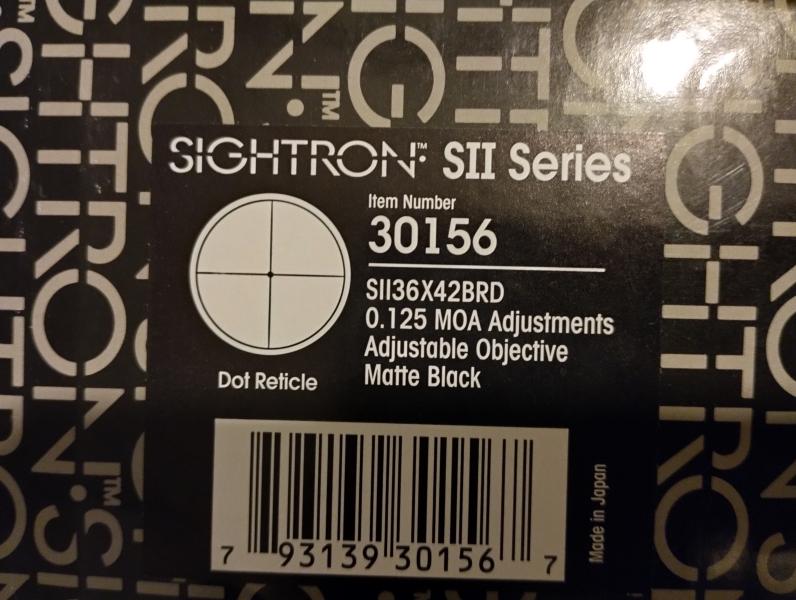 SIGHTRON™ SII Series
Item Number
30156
SII36X42BRD
0.125 MOA Adjustments
Adjustable Objective
Matte Black
Dot Reticle
7 93139 30156 7
Made in Japan